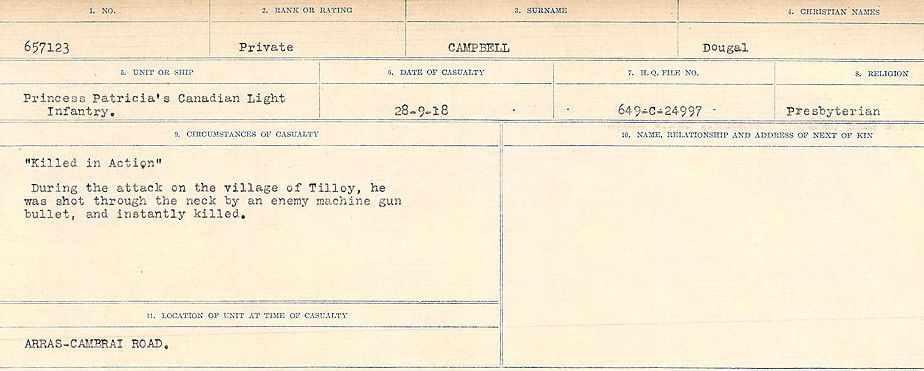 1. NO.
2. RANK OR RATING
3. SURNAME
4. CHRISTIAN NAMES
657123
Private
CAMPBELL
Dougal
5. UNIT OR SHIP
6. DATE OF CASUALTY
7. H. Q. FILE NO.
8. RELIGION
Princess Patricia's Canadian Light
Infantry.
28-9-18
649-C-24997
Presbyterian
9. CIRCUMSTANCES OF CASUALTY
"Killed in Action"
During the attack on the village of Tilloy, he
was shot through the neck by an enemy machine gun
bullet, and instantly killed.
10. NAME, RELATIONSHIP AND ADDRESS OF NEXT OF KIN
11. LOCATION OF UNIT AT TIME OF CASUALTY
ARRAS-CAMBRAI ROAD.